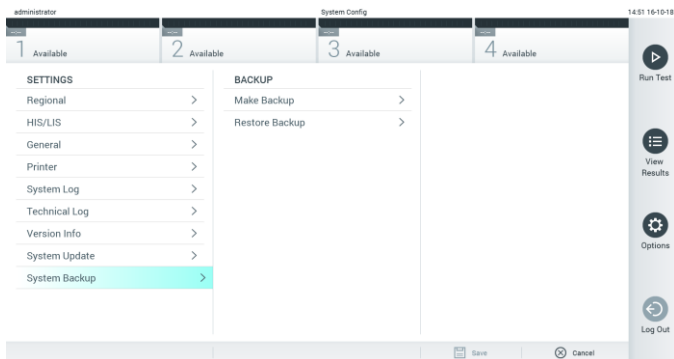 administrator System Config 14:51 16-10-18
1 Available 2 Available 3 Available 4 Available
SETTINGS BACKUP
Run Test
Regional > Make Backup >
HIS/LIS > Restore Backup >
General >
Printer >
View
Results
System Log >
Technical Log >
Version Info >
Options
System Update >
System Backup >
Log Out
Save Cancel